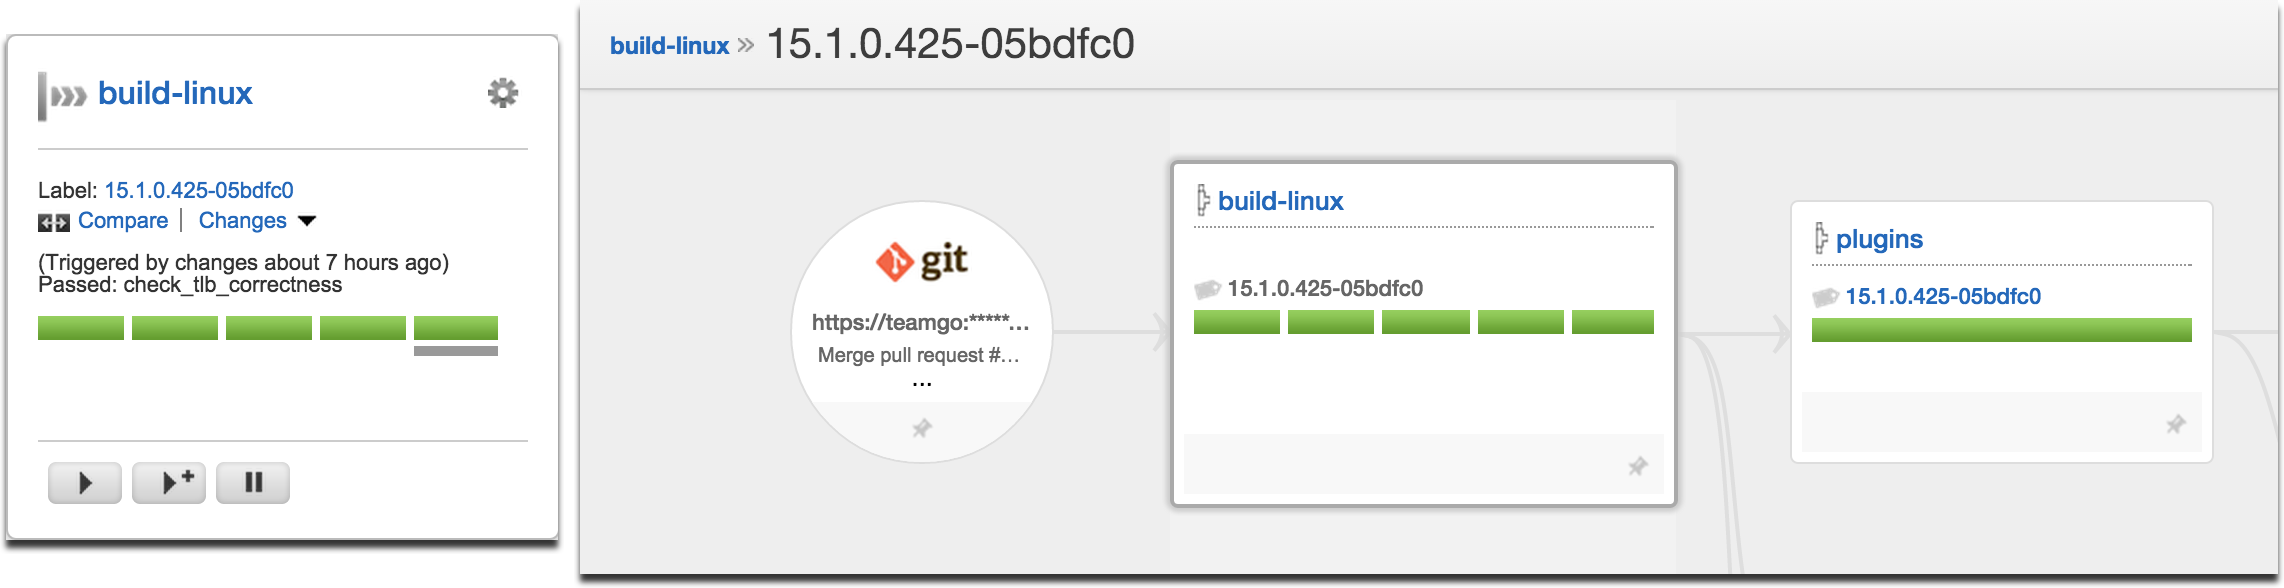 build-linux
Label: 15.1.0.425-05bdfc0
Compare | Changes
(Triggered by changes about 7 hours ago)
Passed: check_tlb_correctness
build-linux » 15.1.0.425-05bdfc0
git
https://teamgo:*****...
Merge pull request #...
...
build-linux
15.1.0.425-05bdfc0
plugins
15.1.0.425-05bdfc0